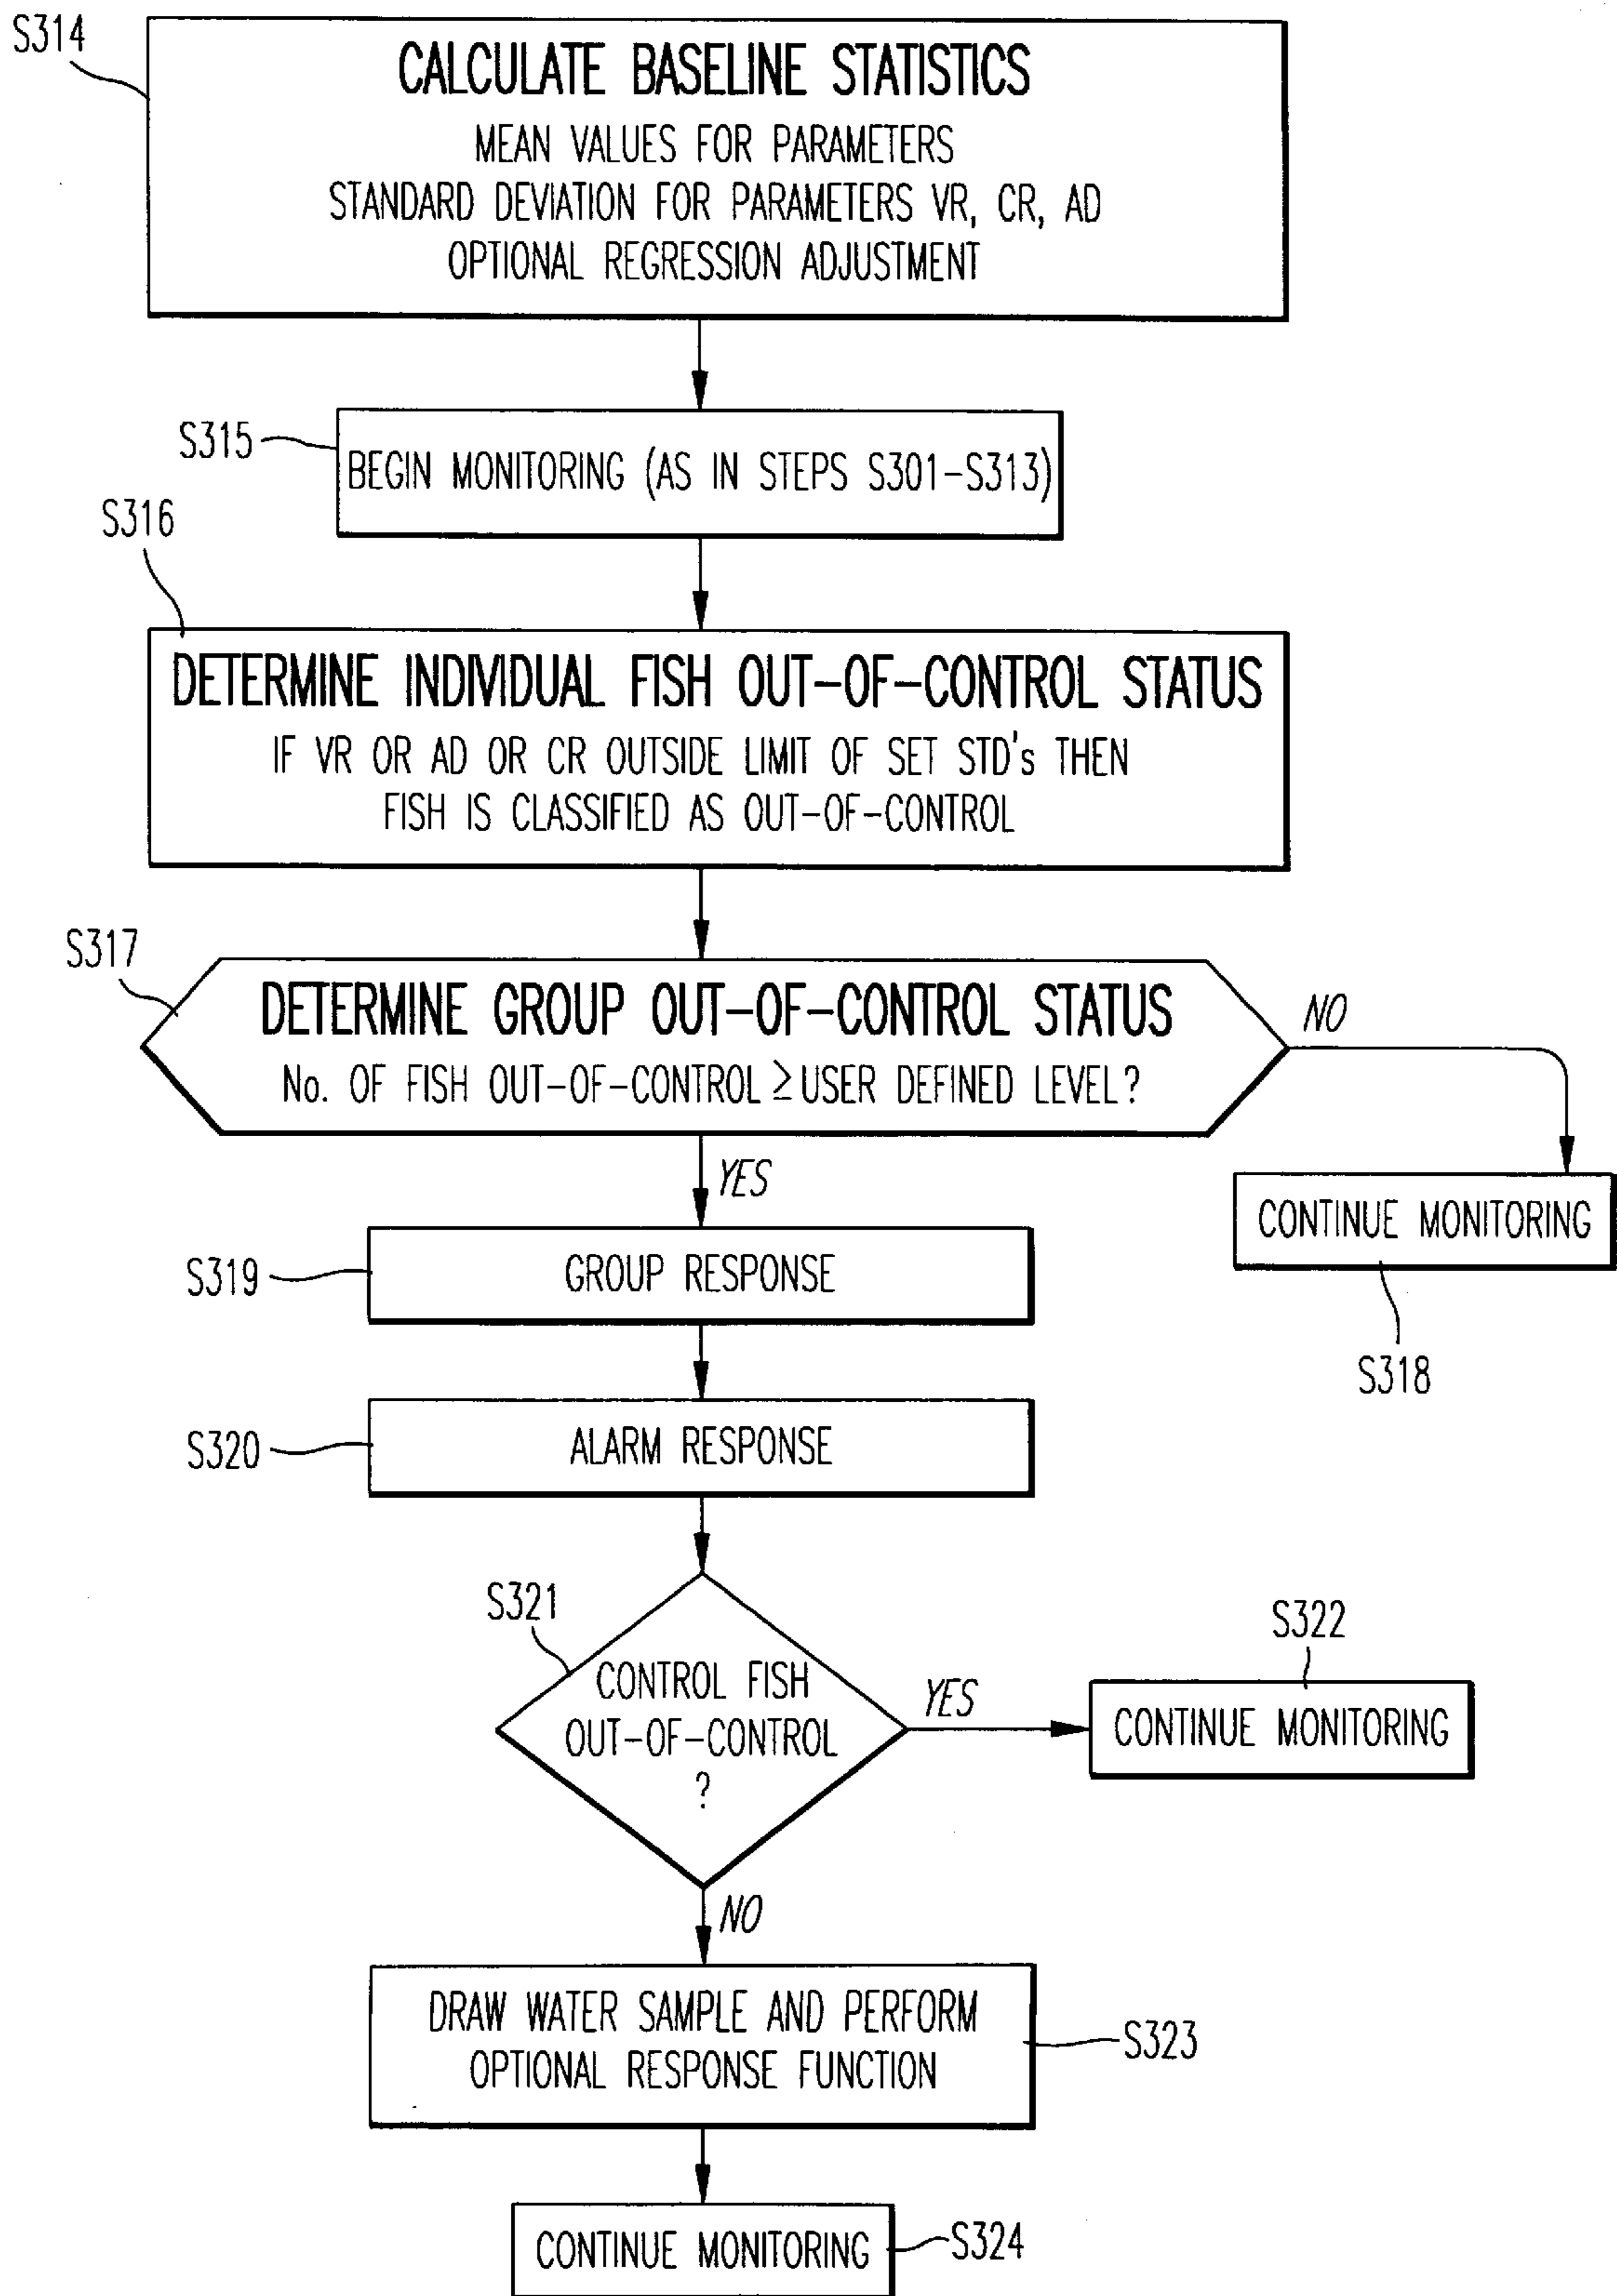 S314
CALCULATE BASELINE STATISTICS
MEAN VALUES FOR PARAMETERS
STANDARD DEVIATION FOR PARAMETERS VR, CR, AD
OPTIONAL REGRESSION ADJUSTMENT
S315
BEGIN MONITORING (AS IN STEPS S301-S313)
S316
DETERMINE INDIVIDUAL FISH OUT-OF-CONTROL STATUS
IF VR OR AD OR CR OUTSIDE LIMIT OF SET STD's THEN
FISH IS CLASSIFIED AS OUT-OF-CONTROL
S317
DETERMINE GROUP OUT-OF-CONTROL STATUS
No. OF FISH OUT-OF-CONTROL ≥ USER DEFINED LEVEL?
NO
YES
CONTINUE MONITORING
S318
S319
GROUP RESPONSE
S320
ALARM RESPONSE
S321
CONTROL FISH
OUT-OF-CONTROL
?
YES
S322
CONTINUE MONITORING
NO
DRAW WATER SAMPLE AND PERFORM
OPTIONAL RESPONSE FUNCTION
S323
CONTINUE MONITORING
S324